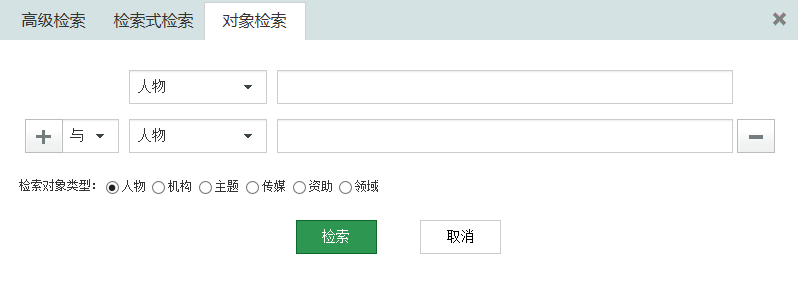 高级检索 检索式检索 对象检索
人物
与 人物
检索对象类型： 人物 机构 主题 传媒 资助 领域
检索 取消